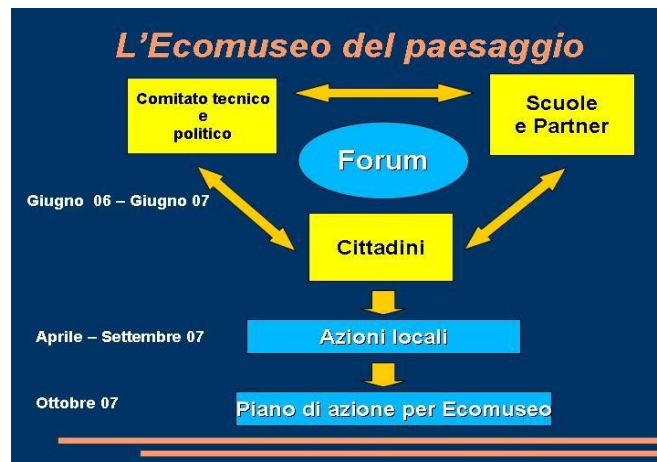 L'Ecomuseo del paesaggio
Comitato tecnico
e
politico
Scuole
e Partner
Forum
Giugno 06 – Giugno 07
Cittadini
Aprile – Settembre 07
Azioni locali
Ottobre 07
Piano di azione per Ecomuseo